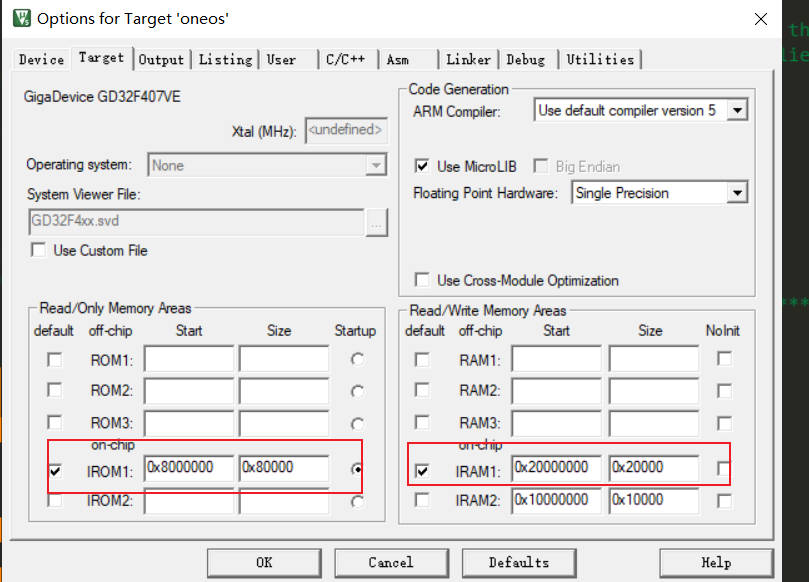 Options for Target 'oneos'
Device Target Output Listing User C/C++ Asm Linker Debug Utilities
GigaDevice GD32F407VE
Xtal (MHz): <undefined>
Operating system: None
System Viewer File:
GD32F4xx.svd ...
Use Custom File
Code Generation
ARM Compiler: Use default compiler version 5
Use MicroLIB Big Endian
Floating Point Hardware: Single Precision
Use Cross-Module Optimization
Read/Only Memory Areas
default off-chip Start Size Startup
ROM1:
ROM2:
ROM3:
on-chip
IROM1: 0x8000000 0x80000
IROM2:
Read/Write Memory Areas
default off-chip Start Size NoInit
RAM1:
RAM2:
RAM3:
on-chip
IRAM1: 0x20000000 0x20000
IRAM2: 0x10000000 0x10000
OK Cancel Defaults Help
th
lie
**